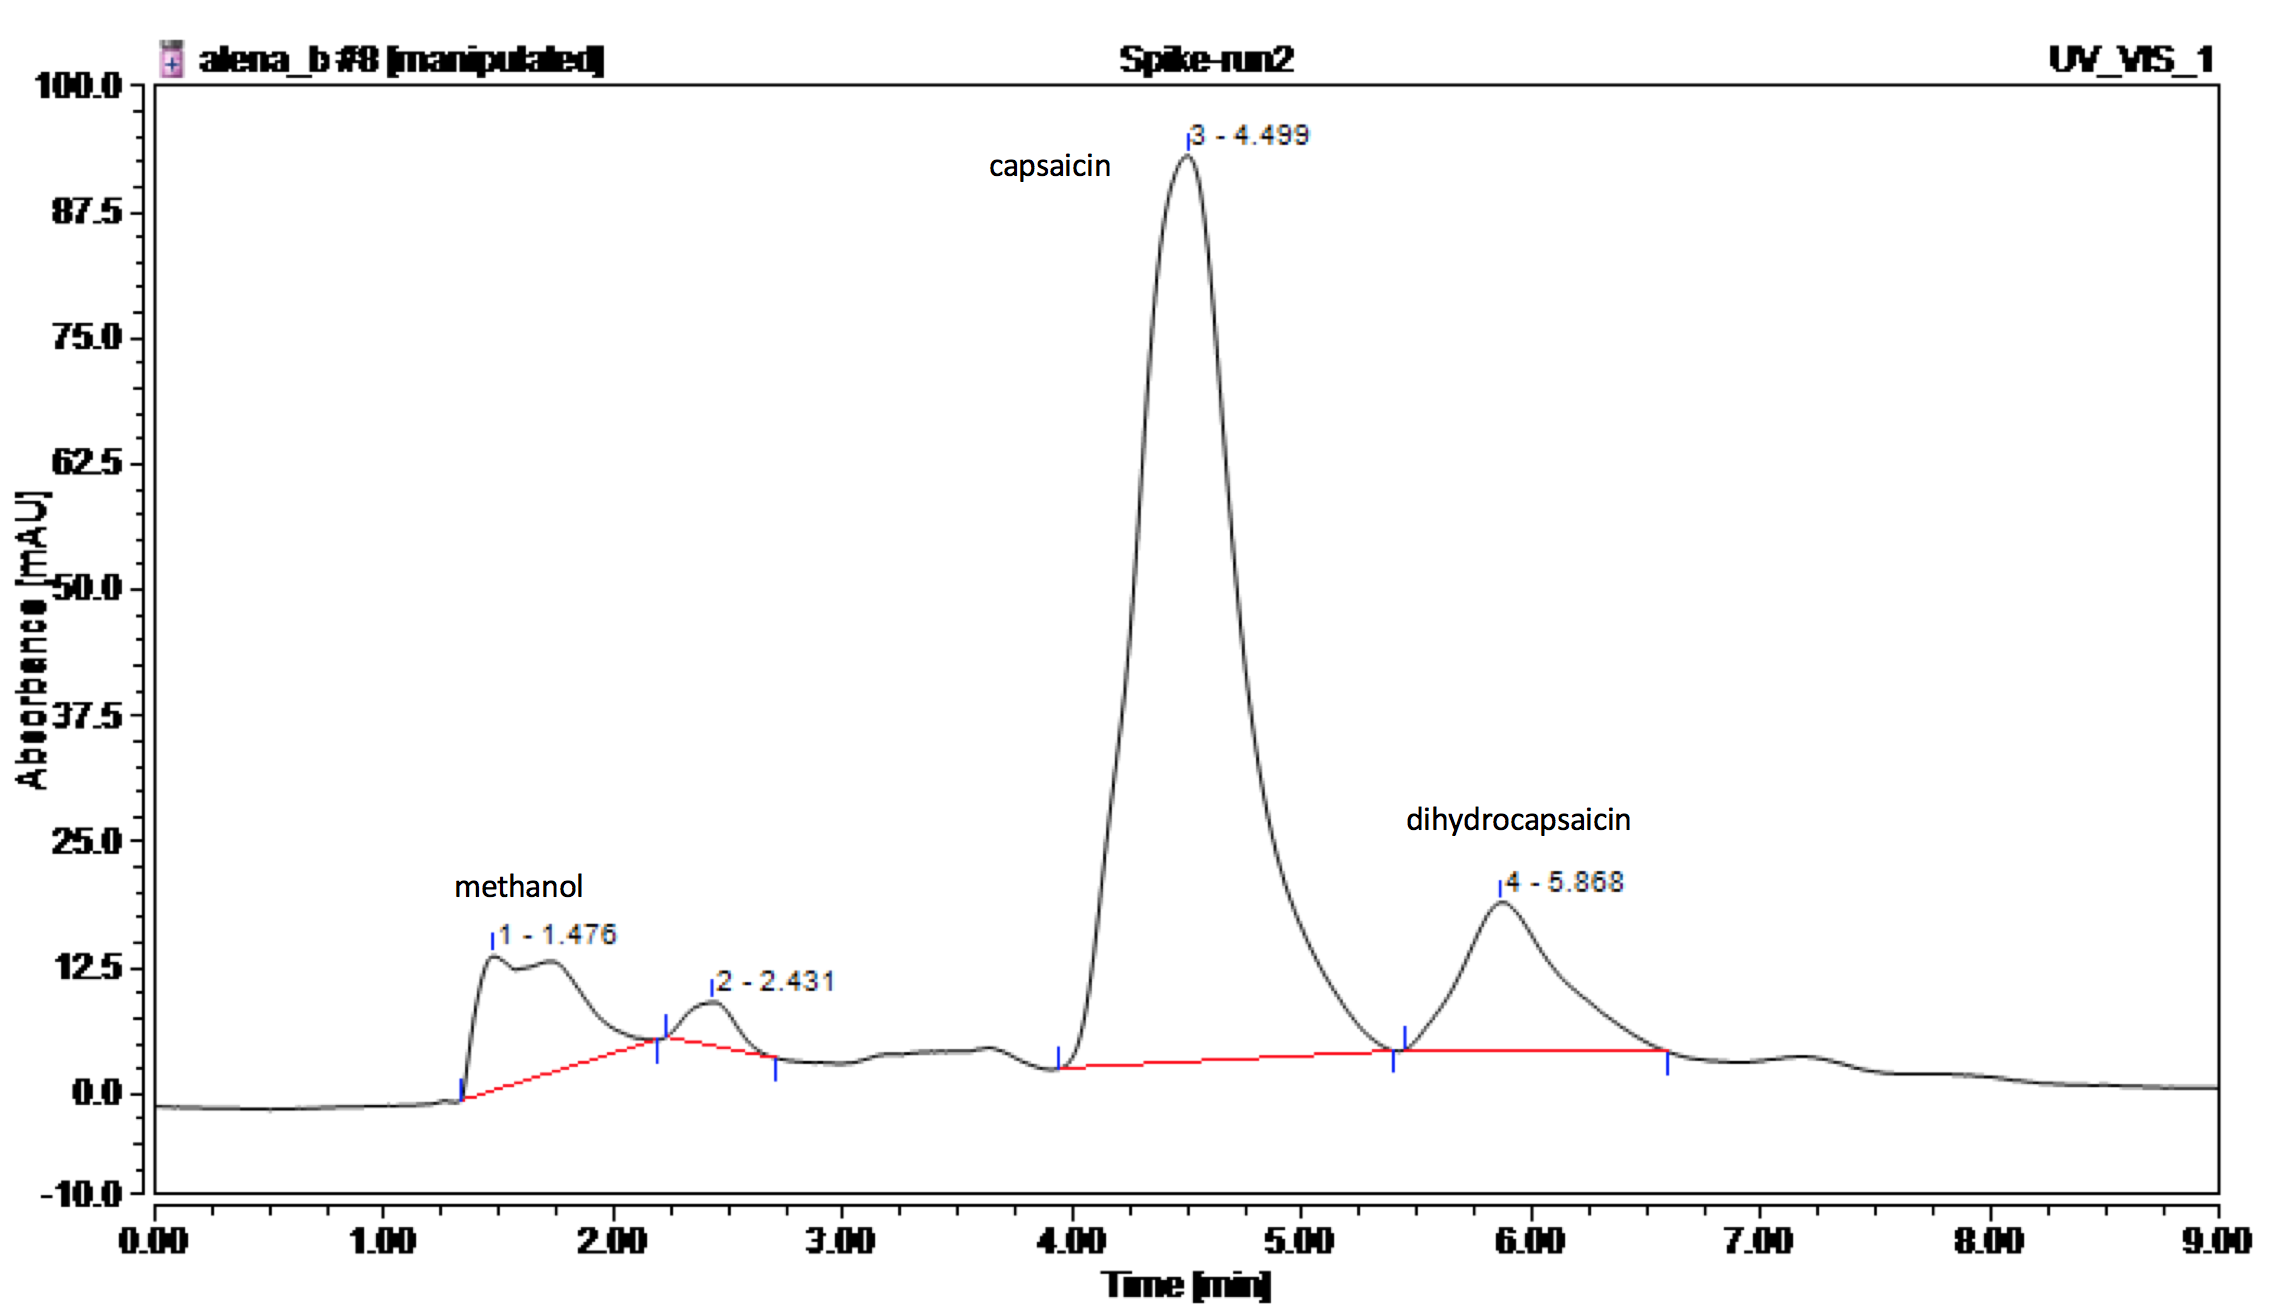 alena_b #8 [manipulated] Spike-run2 UV_VIS_1
Absorbance [mAU]
100.0
87.5
75.0
62.5
50.0
37.5
25.0
12.5
0.0
-10.0
capsaicin
3 - 4.499
dihydrocapsaicin
4 - 5.868
methanol
1 - 1.476
2 - 2.431
0.00 1.00 2.00 3.00 4.00 5.00 6.00 7.00 8.00 9.00
Time [min]